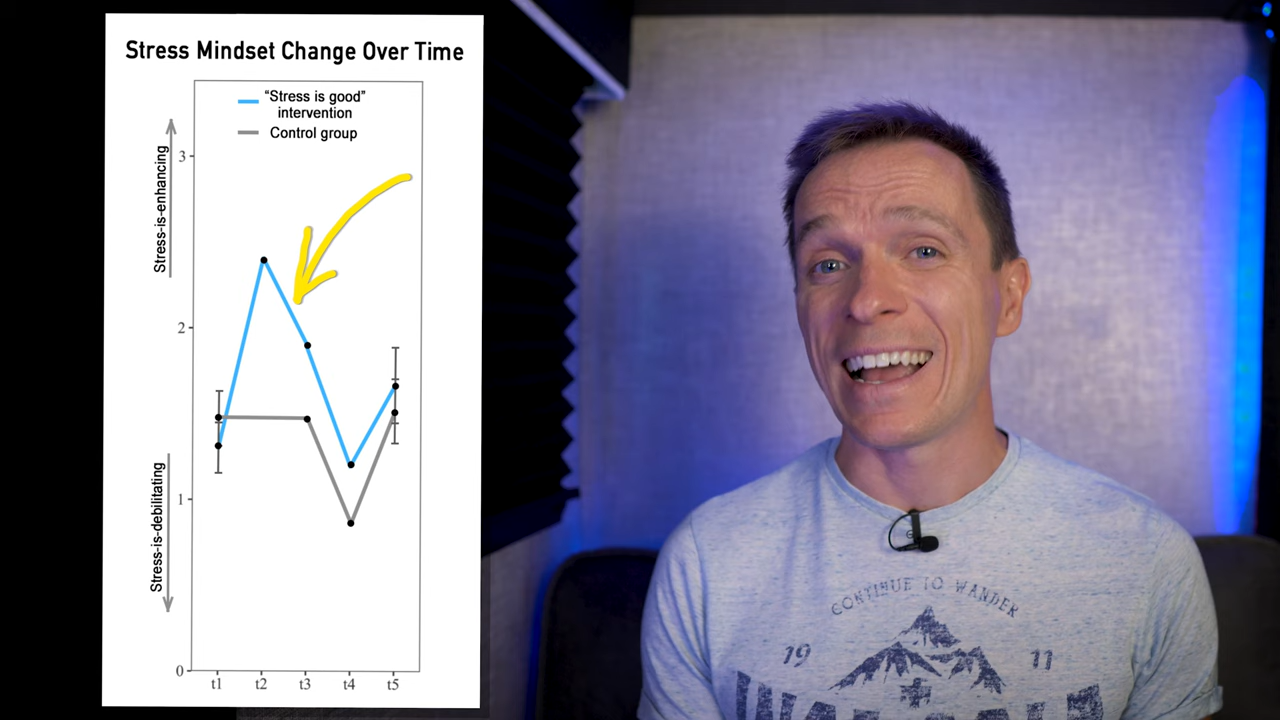 Stress Mindset Change Over Time
"Stress is good"
intervention
Control group
Stress-is-enhancing
Stress-is-debilitating
3
2
1
0
t1 t2 t3 t4 t5
CONTINUE TO WANDER
19 11